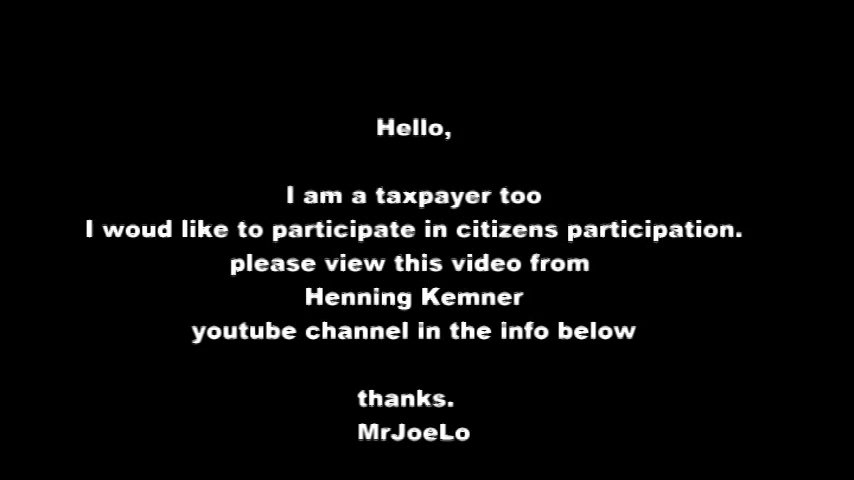 Hello,
I am a taxpayer too
I woud like to participate in citizens participation.
please view this video from
Henning Kemner
youtube channel in the info below
thanks.
MrJoeLo